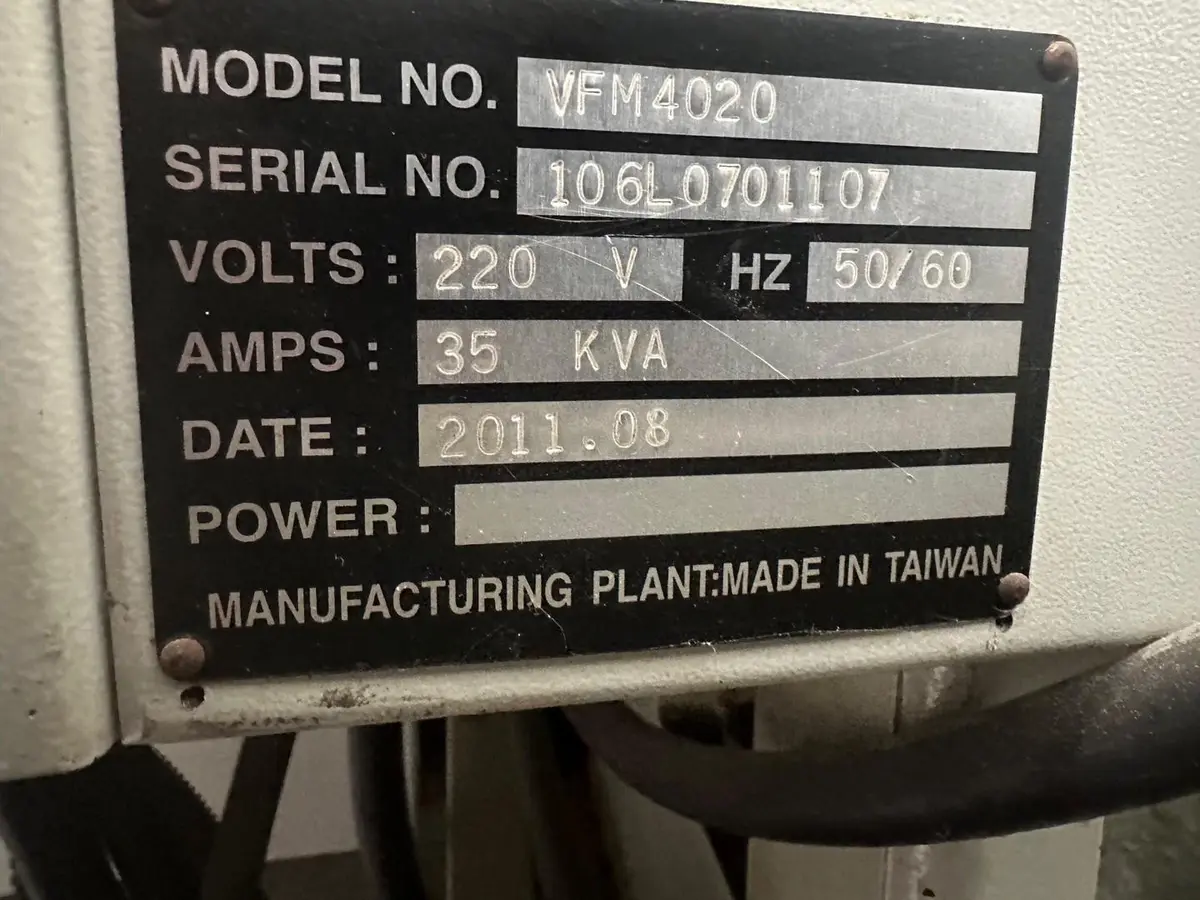 MODEL NO. VFM4020
SERIAL NO. 106L0701107
VOLTS : 220 V HZ 50/60
AMPS : 35 KVA
DATE : 2011.08
POWER :
MANUFACTURING PLANT:MADE IN TAIWAN